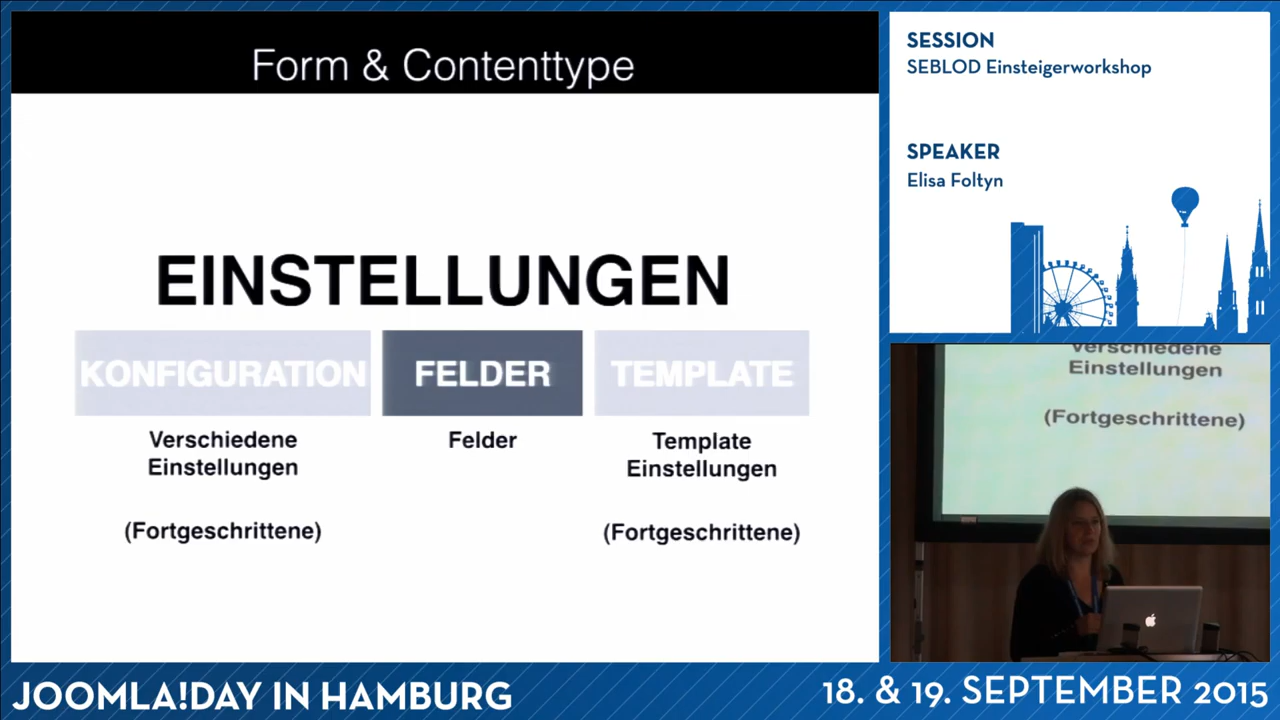 Form & Contenttype
EINSTELLUNGEN
KONFIGURATION
FELDER
TEMPLATE
Verschiedene
Einstellungen
(Fortgeschrittene)
Felder
Template
Einstellungen
(Fortgeschrittene)
SESSION
SEBLOD Einsteigerworkshop
SPEAKER
Elisa Foltyn
Verschiedene
Einstellungen
(Fortgeschrittene)
JOOMLA!DAY IN HAMBURG
18. & 19. SEPTEMBER 2015